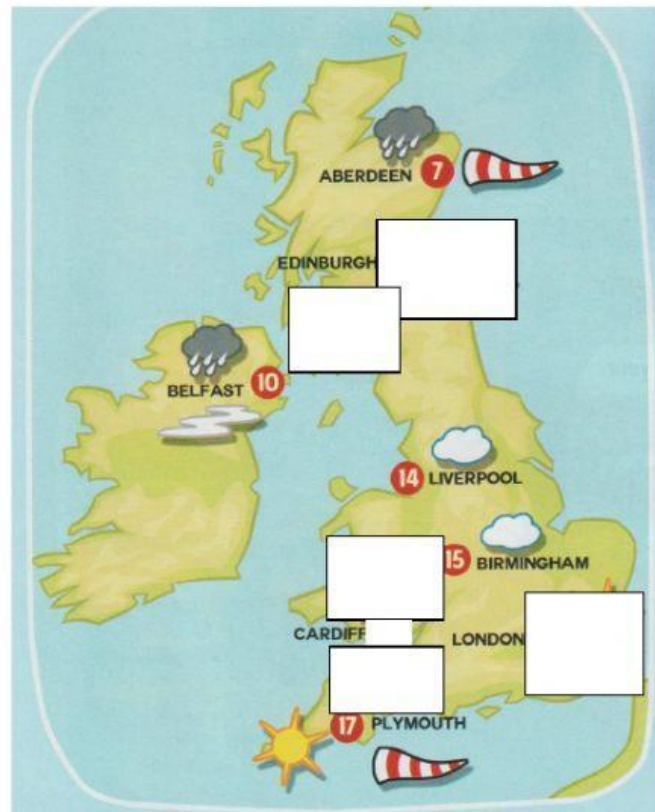 ABERDEEN 7
EDINBURGH
BELFAST 10
14 LIVERPOOL
15 BIRMINGHAM
CARDIFF
LONDON
17 PLYMOUTH